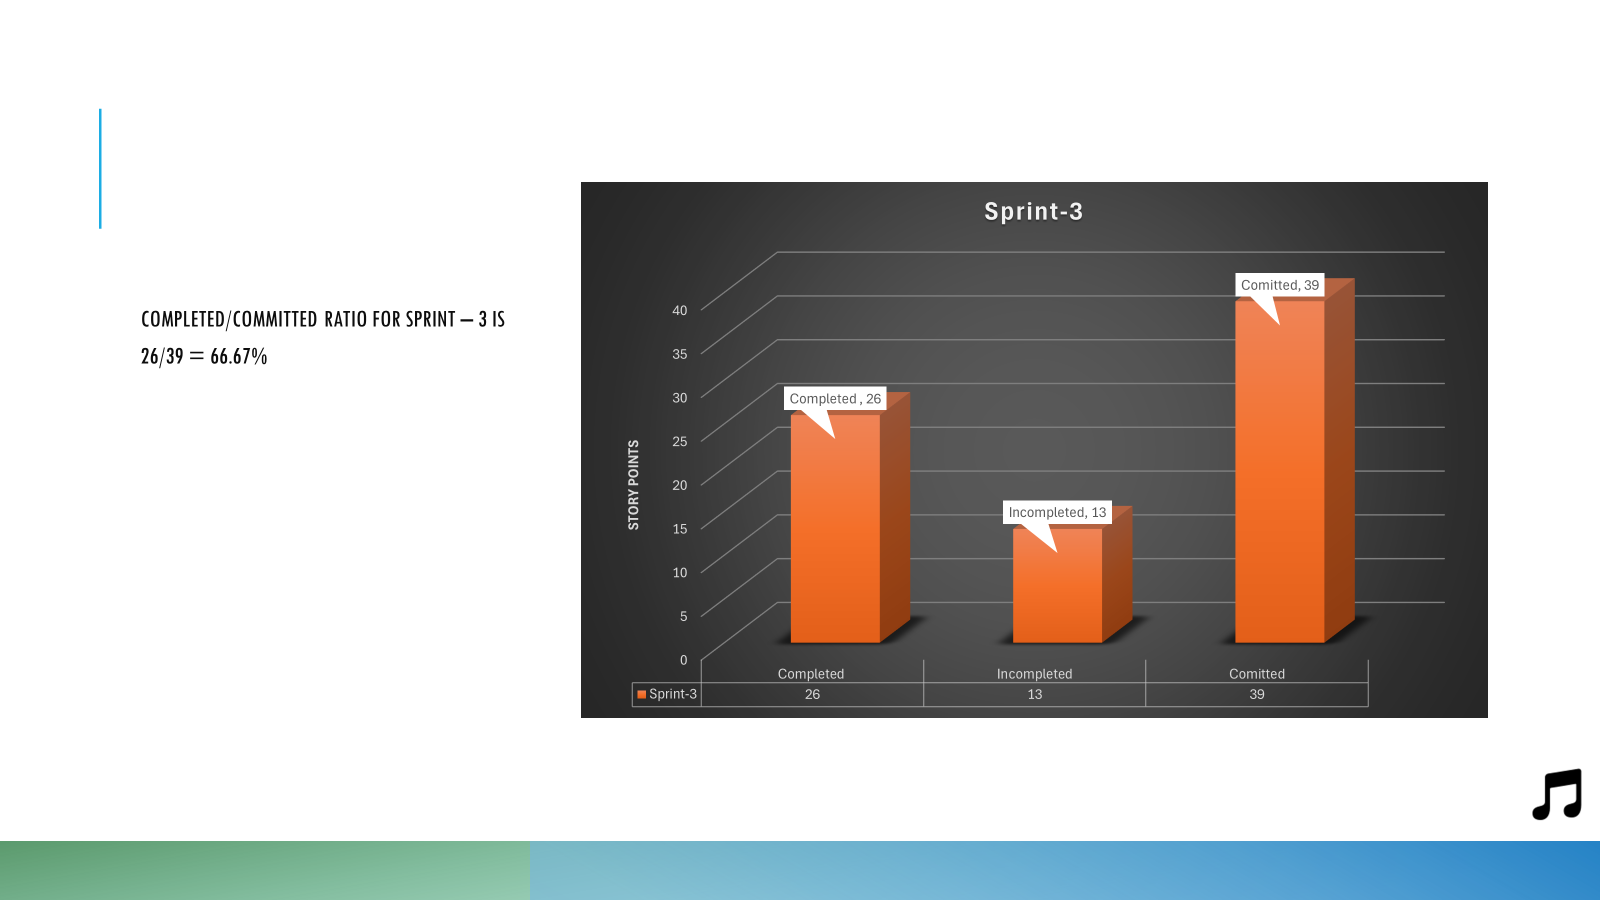 COMPLETED/COMMITTED RATIO FOR SPRINT – 3 IS
26/39 = 66.67%
Sprint-3
STORY POINTS
40
35
30
25
20
15
10
5
0
Completed , 26
Incompleted, 13
Comitted, 39
Completed Incompleted Comitted
Sprint-3 26 13 39